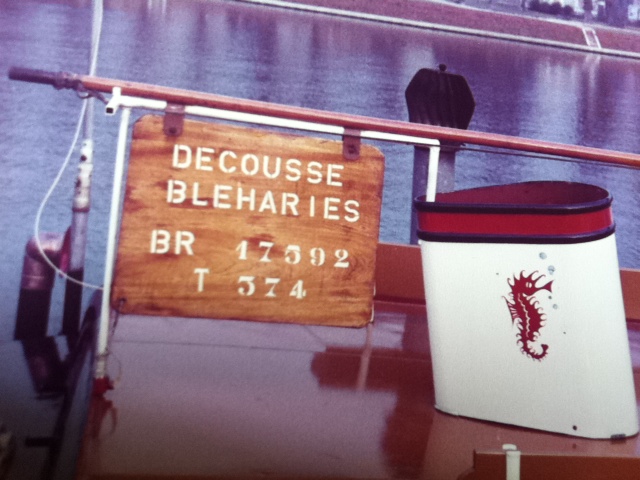 DECOUSSE
BLEHARIES
BR 17592
T 374